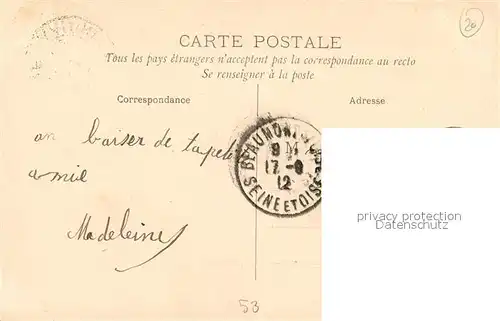 20
CARTE POSTALE
Tous les pays étrangers n'acceptent pas la correspondance au recto
Se renseigner à la poste
Correspondance
Adresse
BEAUMONT
17-8
12
SEINE ET OISE
un baiser de ta petite
amie
Madeleine
privacy protection
Datenschutz
53